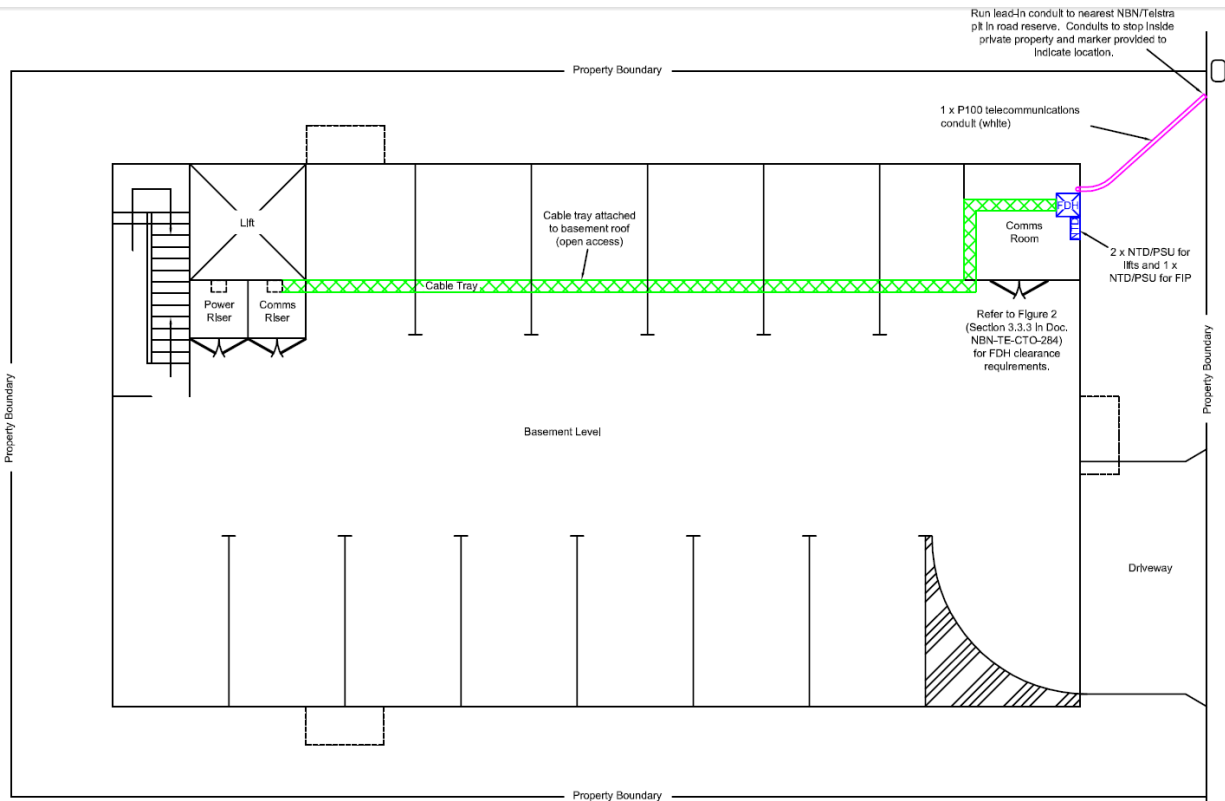 Run lead-in conduit to nearest NBN/Telstra
pit in road reserve. Conduits to stop inside
private property and marker provided to
indicate location.
Property Boundary
1 x P100 telecommunications
conduit (white)
Lift
Cable tray attached
to basement roof
(open access)
FDH
NTD
Comms
Room
2 x NTD/PSU for
lifts and 1 x
NTD/PSU for FIP
Cable Tray
Power
Riser
Comms
Riser
Refer to Figure 2
(Section 3.3.3 in Doc.
NBN-TE-CTO-284)
for FDH clearance
requirements.
Property Boundary
Property Boundary
Basement Level
Driveway
Property Boundary